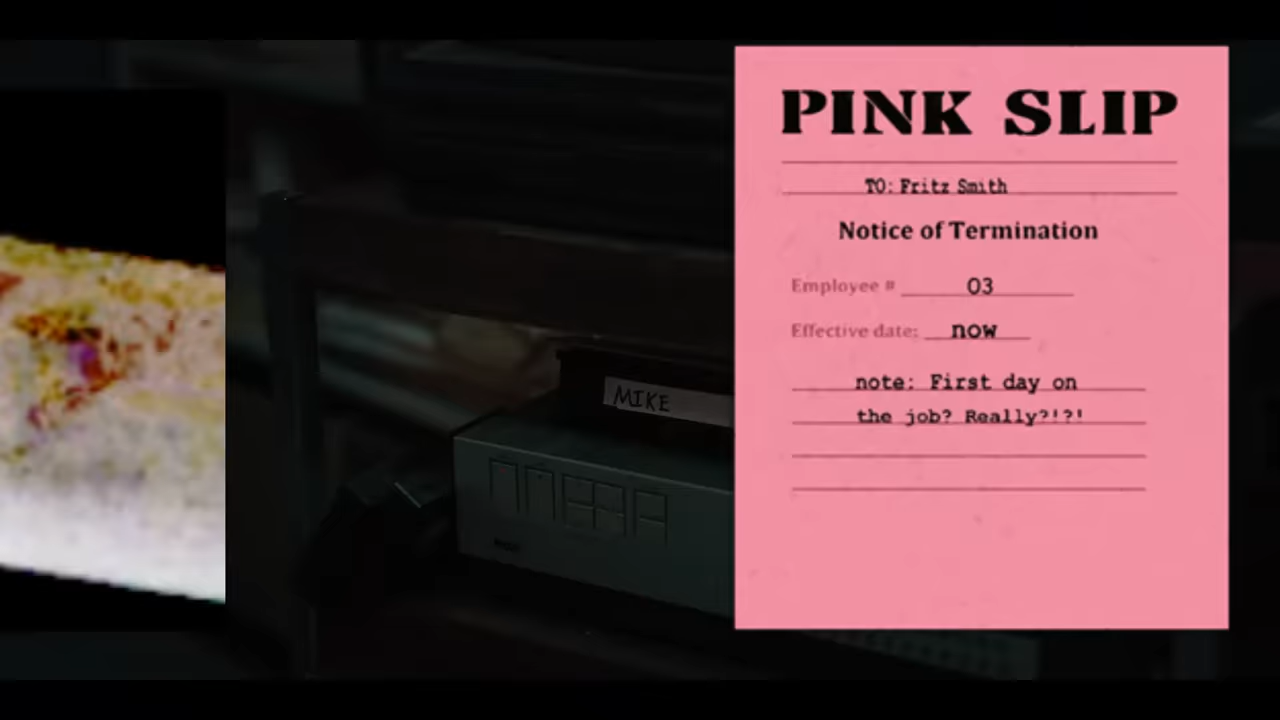 MIKE
PINK SLIP
TO: Fritz Smith
Notice of Termination
Employee # 03
Effective date: now
note: First day on
the job? Really?!?!